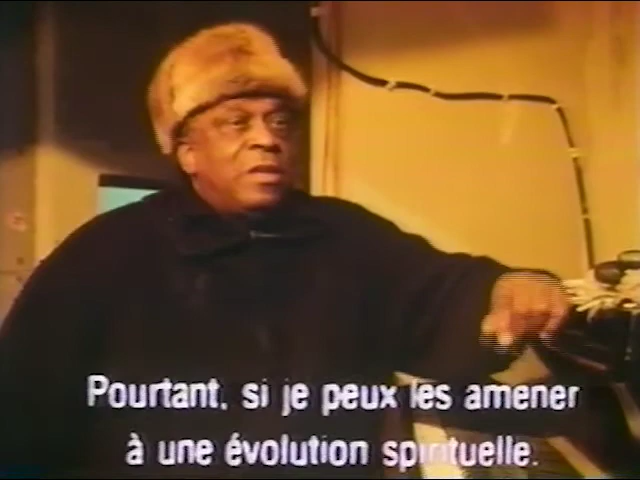 Pourtant, si je peux les amener
à une évolution spirituelle.